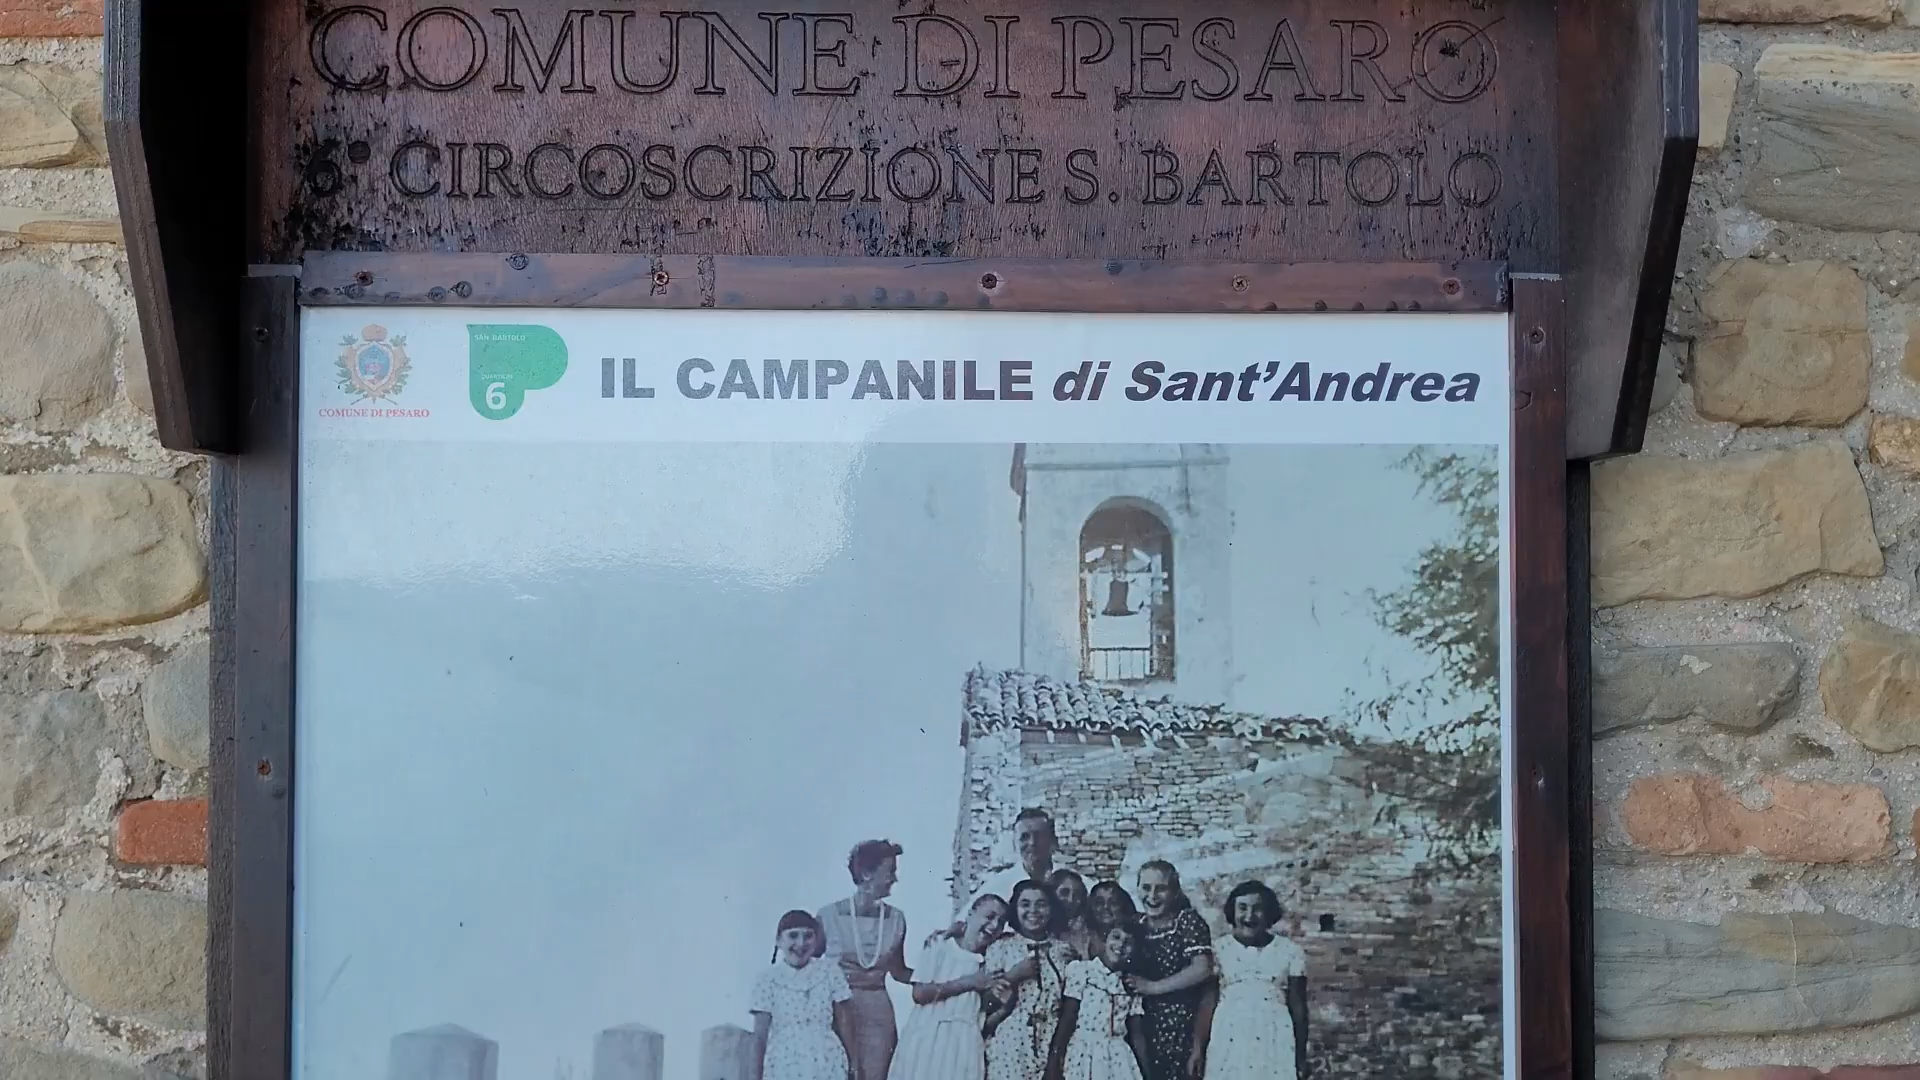 COMUNE DI PESARO
6° CIRCOSCRIZIONE S. BARTOLO
COMUNE DI PESARO
SAN BARTOLO
QUARTIERE
6
IL CAMPANILE di Sant'Andrea